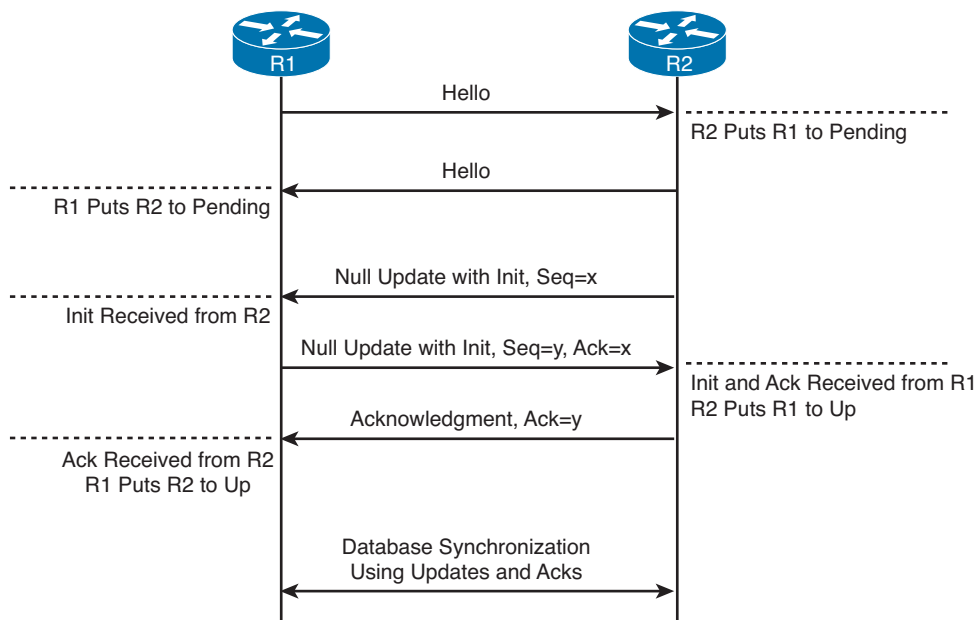 R1
R2
Hello
R2 Puts R1 to Pending
Hello
R1 Puts R2 to Pending
Null Update with Init, Seq=x
Init Received from R2
Null Update with Init, Seq=y, Ack=x
Init and Ack Received from R1
R2 Puts R1 to Up
Acknowledgment, Ack=y
Ack Received from R2
R1 Puts R2 to Up
Database Synchronization
Using Updates and Acks